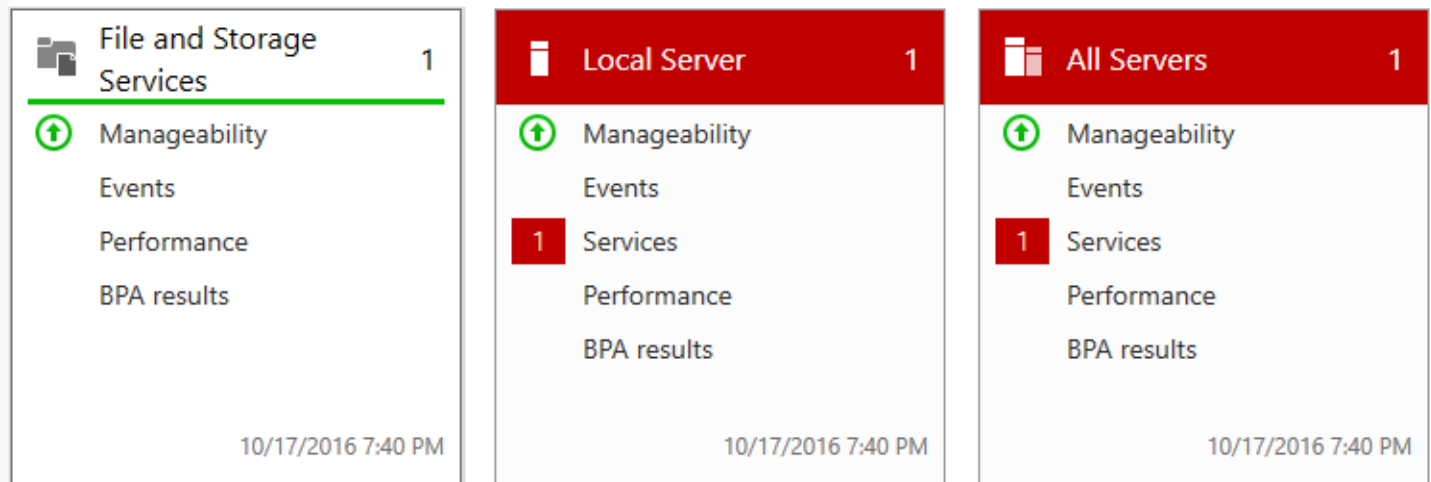 File and Storage Services 1
Manageability
Events
Performance
BPA results
10/17/2016 7:40 PM
Local Server 1
Manageability
Events
1 Services
Performance
BPA results
10/17/2016 7:40 PM
All Servers 1
Manageability
Events
1 Services
Performance
BPA results
10/17/2016 7:40 PM